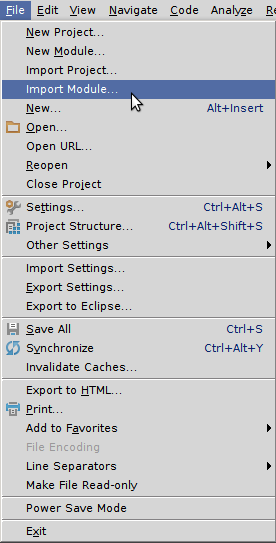 File Edit View Navigate Code Analyze Re
New Project...
New Module...
Import Project...
Import Module...
New... Alt+Insert
Open...
Open URL...
Reopen
Close Project
Settings... Ctrl+Alt+S
Project Structure... Ctrl+Alt+Shift+S
Other Settings
Import Settings...
Export Settings...
Export to Eclipse...
Save All Ctrl+S
Synchronize Ctrl+Alt+Y
Invalidate Caches...
Export to HTML...
Print...
Add to Favorites
File Encoding
Line Separators
Make File Read-only
Power Save Mode
Exit